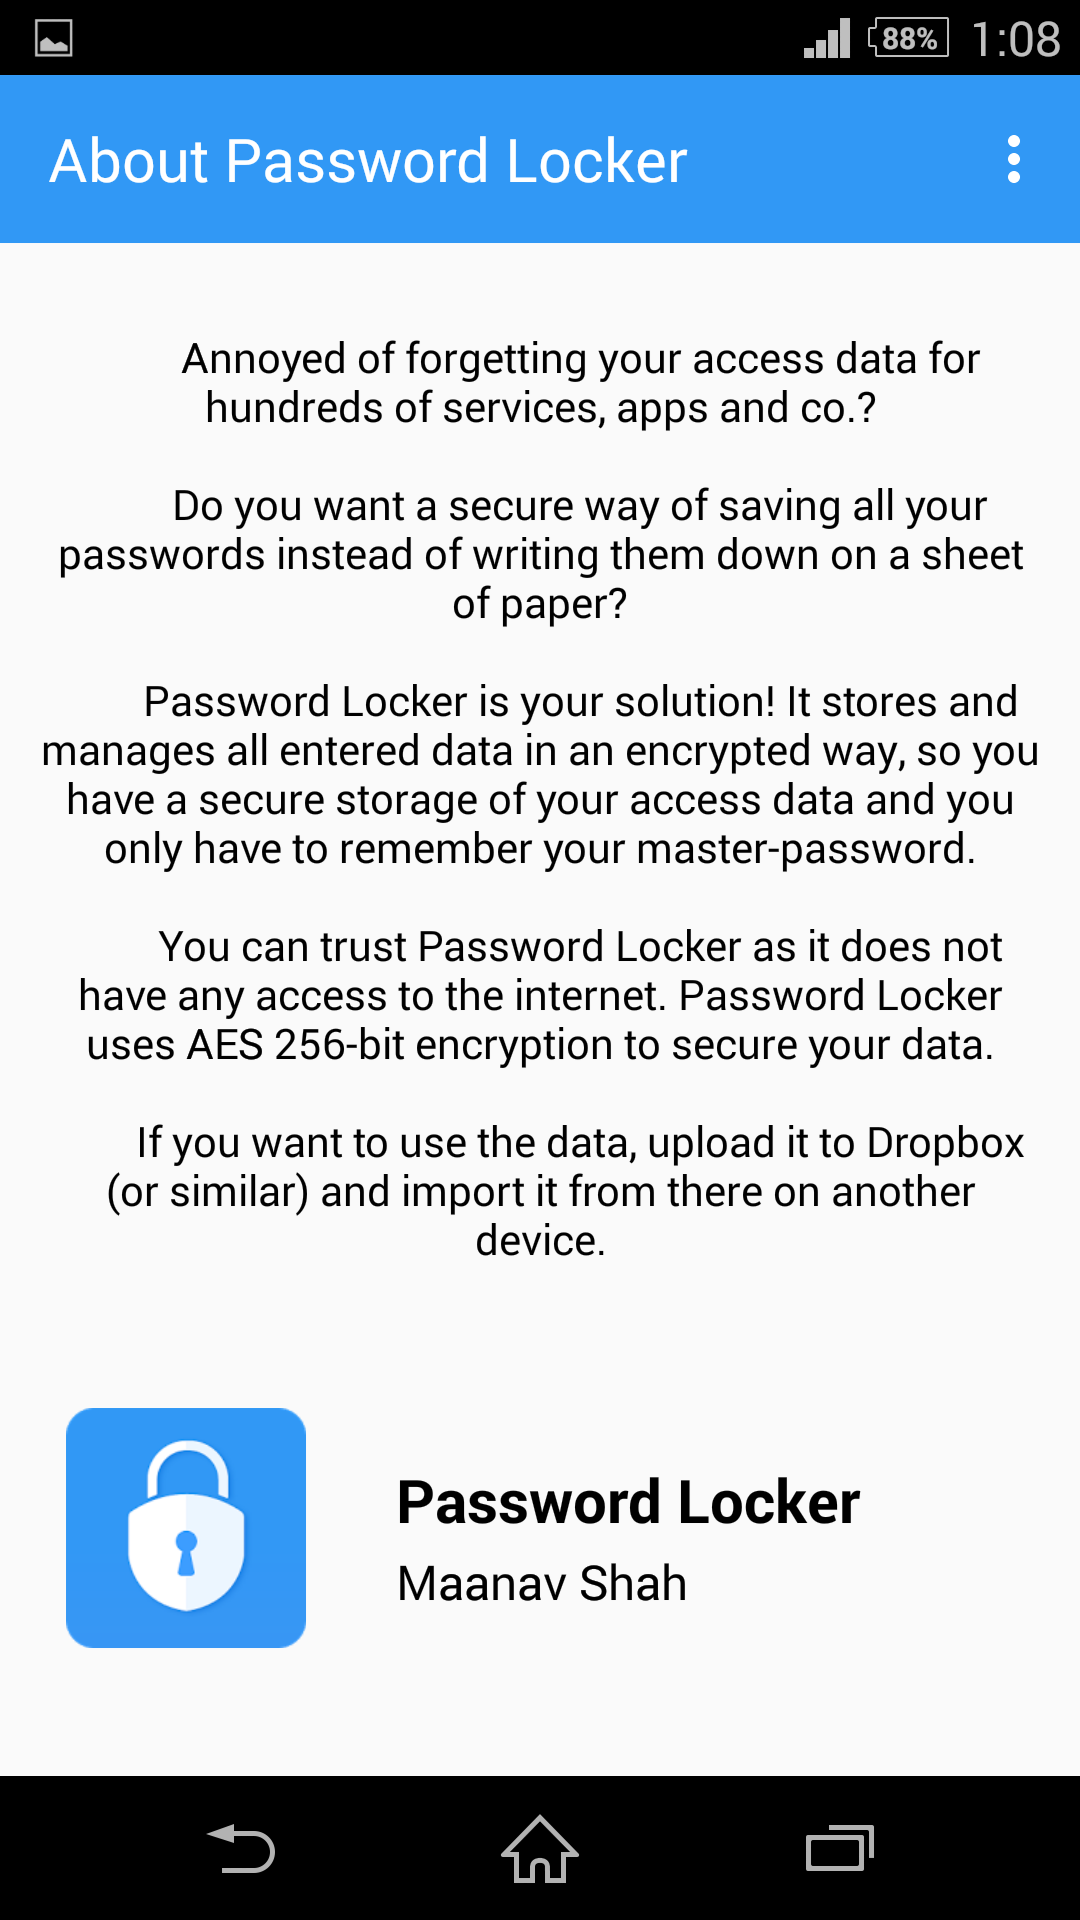 88% 1:08
About Password Locker
Annoyed of forgetting your access data for
hundreds of services, apps and co.?
Do you want a secure way of saving all your
passwords instead of writing them down on a sheet
of paper?
Password Locker is your solution! It stores and
manages all entered data in an encrypted way, so you
have a secure storage of your access data and you
only have to remember your master-password.
You can trust Password Locker as it does not
have any access to the internet. Password Locker
uses AES 256-bit encryption to secure your data.
If you want to use the data, upload it to Dropbox
(or similar) and import it from there on another
device.
Password Locker
Maanav Shah